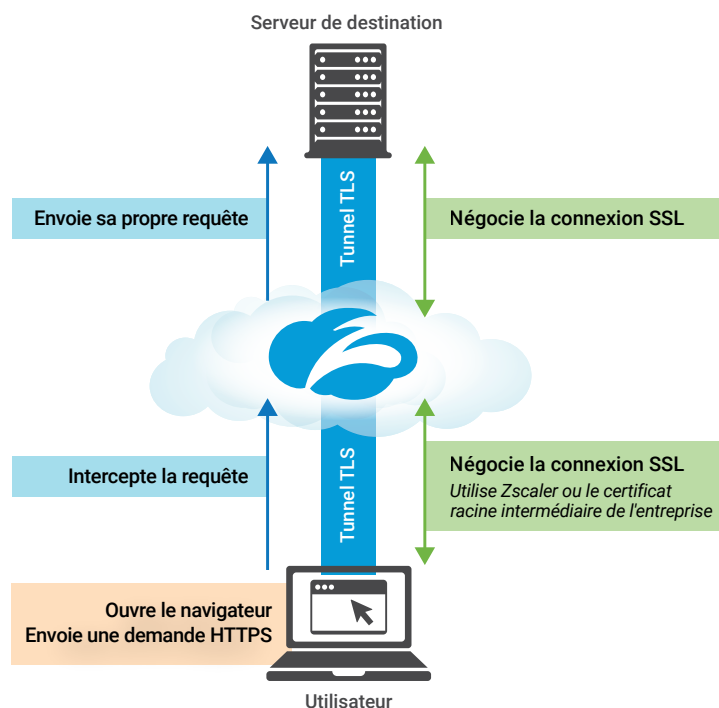 Serveur de destination
Envoie sa propre requête
Tunnel TLS
Négocie la connexion SSL
Intercepte la requête
Tunnel TLS
Négocie la connexion SSL
Utilise Zscaler ou le certificat
racine intermédiaire de l'entreprise
Ouvre le navigateur
Envoie une demande HTTPS
Utilisateur